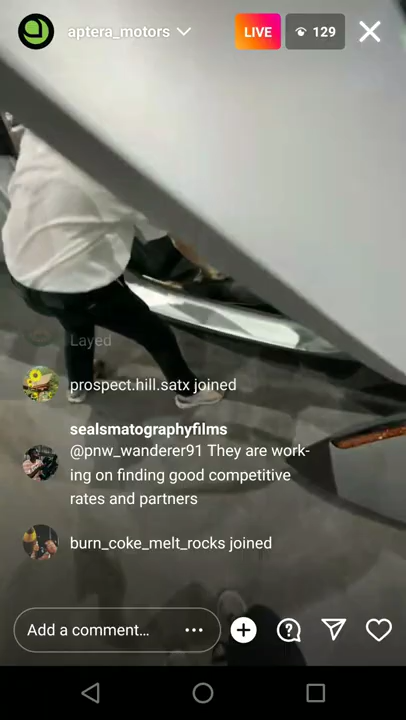 aptera_motors
LIVE
129
Layed
prospect.hill.satx joined
sealsmatographyfilms
@pnw_wanderer91 They are work-
ing on finding good competitive
rates and partners
burn_coke_melt_rocks joined
Add a comment...